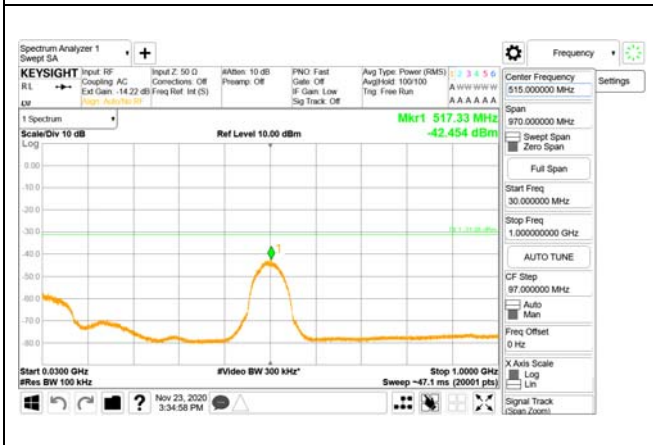 Spectrum Analyzer 1
Swept SA
+
Frequency
KEYSIGHT
RL
Input: RF
Coupling: AC
Ext Gain: -14.22 dB
Align: Auto/No RF
Input Z: 50 Ω
Corrections: Off
Freq Ref: Int (S)
#Atten: 10 dB
Preamp: Off
PNO: Fast
Gate: Off
IF Gain: Low
Sig Track: Off
Avg Type: Power (RMS)
Avg|Hold: 100/100
Trig: Free Run
1 2 3 4 5 6
A W W W W W
A A A A A A
1 Spectrum
Scale/Div 10 dB
Ref Level 10.00 dBm
Mkr1 517.33 MHz
-42.454 dBm
Log
0.00
-10.0
-20.0
-30.0
-40.0
-50.0
-60.0
-70.0
-80.0
1
Start 0.0300 GHz
#Res BW 100 kHz
#Video BW 300 kHz*
Stop 1.0000 GHz
Sweep ~47.1 ms (20001 pts)
Nov 23, 2020
3:34:58 PM
?
Settings
Center Frequency
515.000000 MHz
Span
970.000000 MHz
Swept Span
Zero Span
Full Span
Start Freq
30.000000 MHz
Stop Freq
1.000000000 GHz
AUTO TUNE
CF Step
97.000000 MHz
Auto
Man
Freq Offset
0 Hz
X Axis Scale
Log
Lin
Signal Track
(Span Zoom)